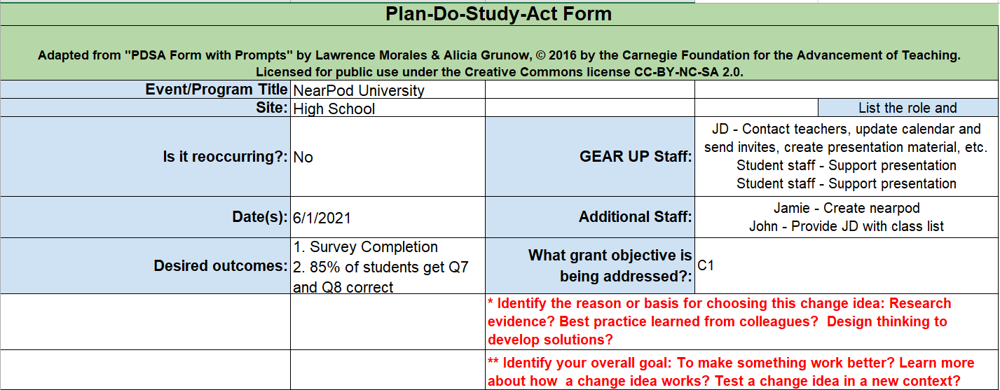 Plan-Do-Study-Act Form
Adapted from "PDSA Form with Prompts" by Lawrence Morales & Alicia Grunow, © 2016 by the Carnegie Foundation for the Advancement of Teaching.
Licensed for public use under the Creative Commons license CC-BY-NC-SA 2.0.
Event/Program Title NearPod University
Site: High School
List the role and
Is it reoccurring?: No
GEAR UP Staff:
JD - Contact teachers, update calendar and
send invites, create presentation material, etc.
Student staff - Support presentation
Student staff - Support presentation
Date(s): 6/1/2021
Additional Staff:
Jamie - Create nearpod
John - Provide JD with class list
Desired outcomes:
1. Survey Completion
2. 85% of students get Q7
and Q8 correct
What grant objective is
being addressed?:
C1
* Identify the reason or basis for choosing this change idea: Research
evidence? Best practice learned from colleagues?  Design thinking to
develop solutions?
** Identify your overall goal: To make something work better? Learn more
about how  a change idea works? Test a change idea in a new context?